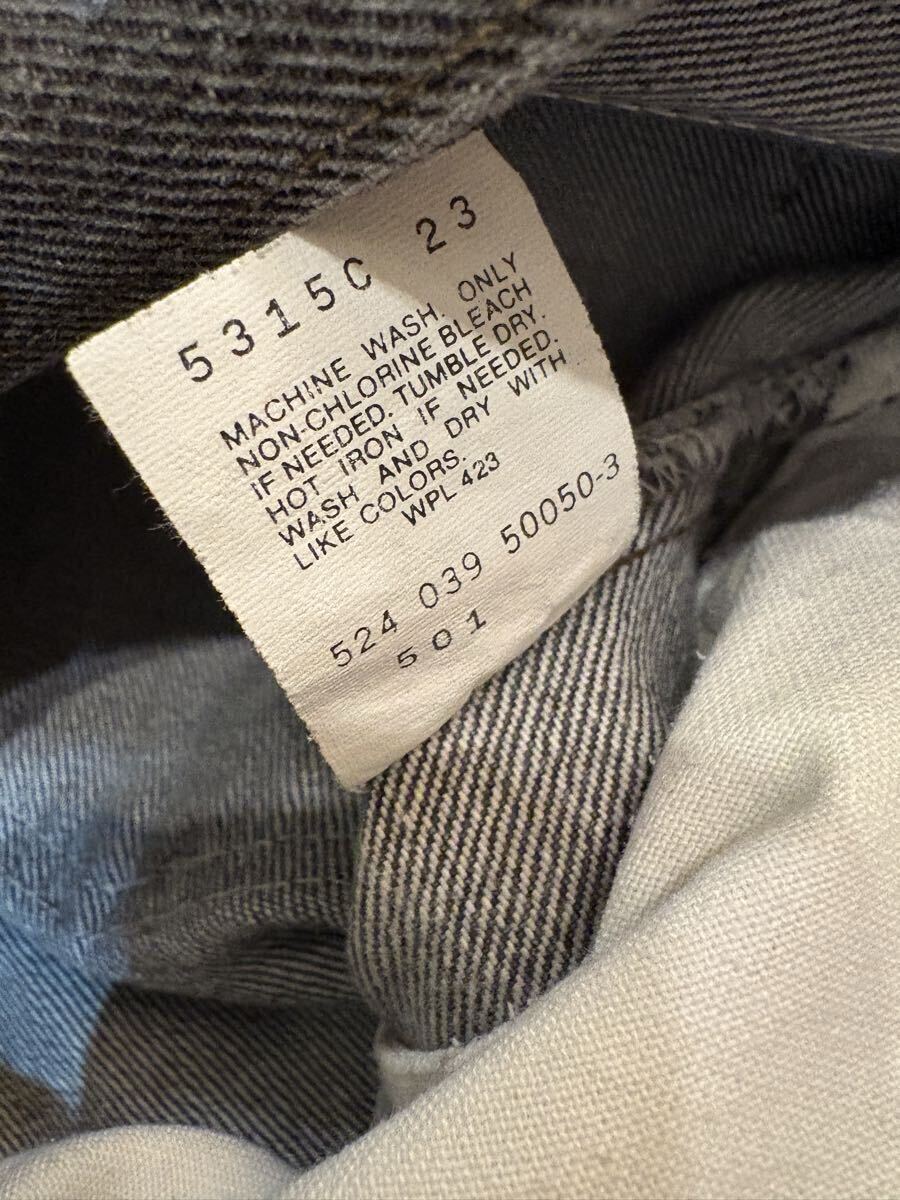 5315C 23
MACHINE WASH. ONLY
NON-CHLORINE BLEACH
IF NEEDED. TUMBLE DRY.
HOT IRON IF NEEDED.
WASH AND DRY WITH
LIKE COLORS.
WPL 423
524 039 50050-3
501